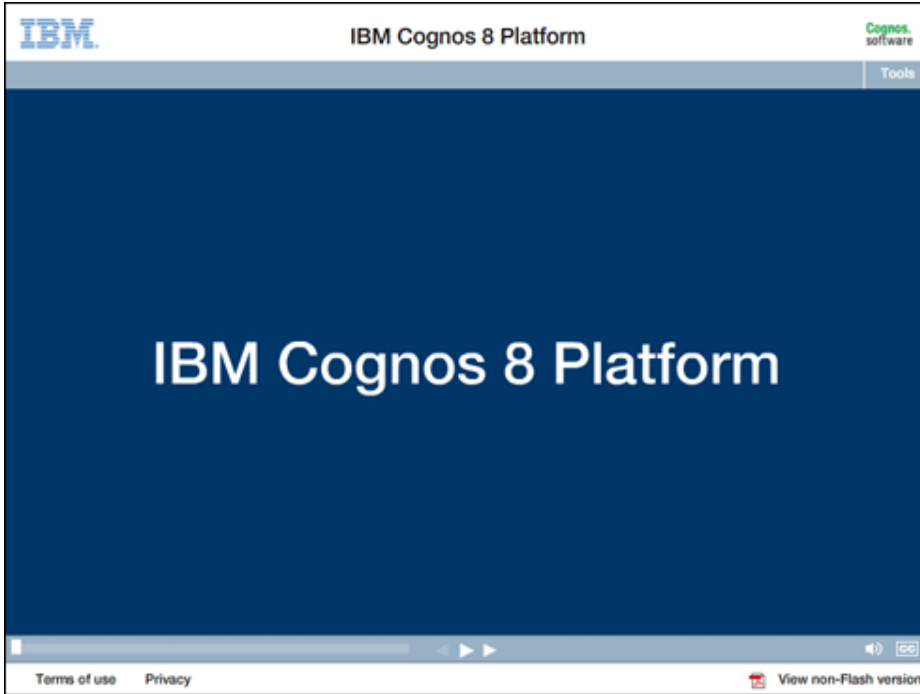 IBM.
IBM Cognos 8 Platform
Cognos.
software
Tools
IBM Cognos 8 Platform
CC
Terms of use
Privacy
View non-Flash version